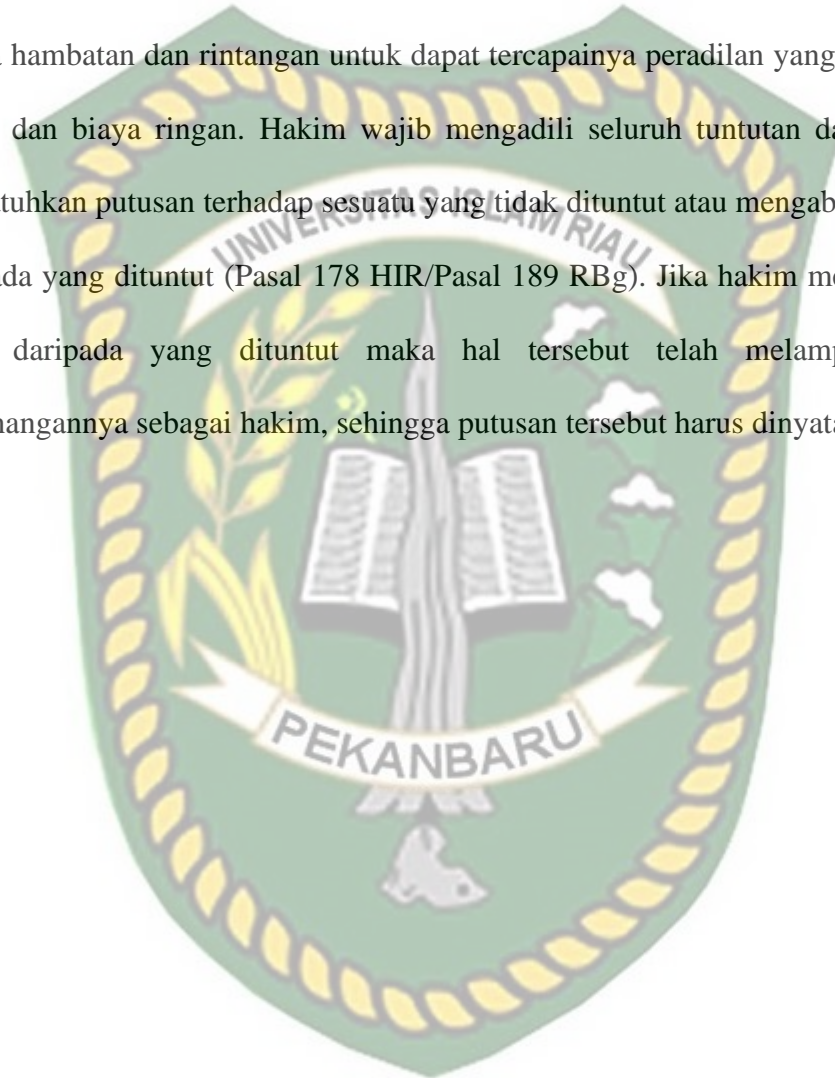 hambatan dan rintangan untuk dapat tercapainya peradilan yang
dan biaya ringan. Hakim wajib mengadili seluruh tuntutan da
tuhkan putusan terhadap sesuatu yang tidak dituntut atau mengab
UNIVERSITAS ISLAM RIAU
da yang dituntut (Pasal 178 HIR/Pasal 189 RBg). Jika hakim me
daripada yang dituntut maka hal tersebut telah melamp
nangannya sebagai hakim, sehingga putusan tersebut harus dinyata
PEKANBARU